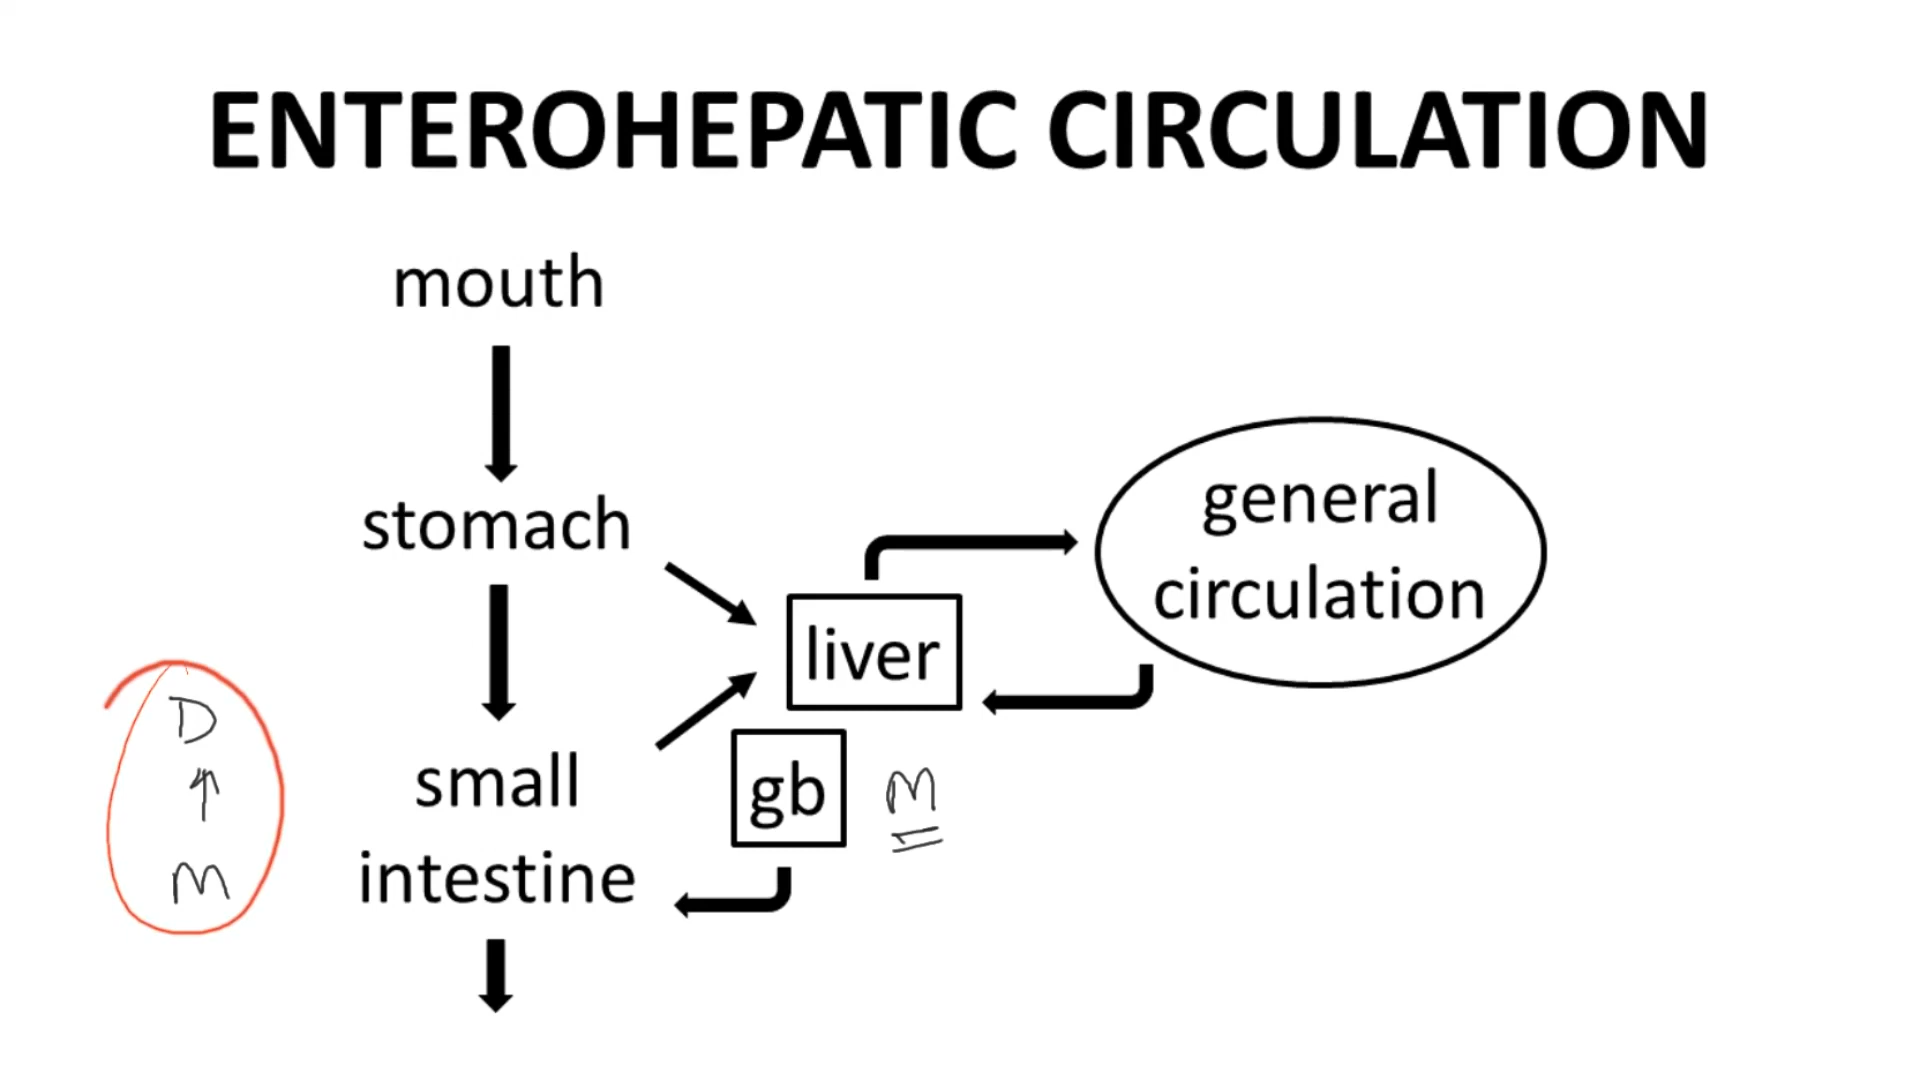 ENTEROHEPATIC CIRCULATION
mouth
stomach
general
circulation
liver
D
↑
M
small
intestine
gb
M